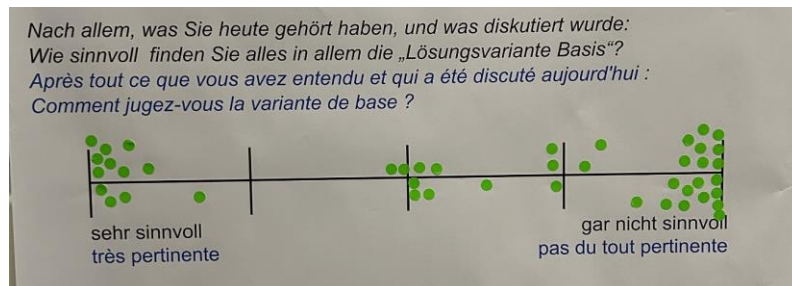 Nach allem, was Sie heute gehört haben, und was diskutiert wurde:
Wie sinnvoll finden Sie alles in allem die „Lösungsvariante Basis“?
Après tout ce que vous avez entendu et qui a été discuté aujourd'hui :
Comment jugez-vous la variante de base ?
sehr sinnvoll
très pertinente
gar nicht sinnvoll
pas du tout pertinente